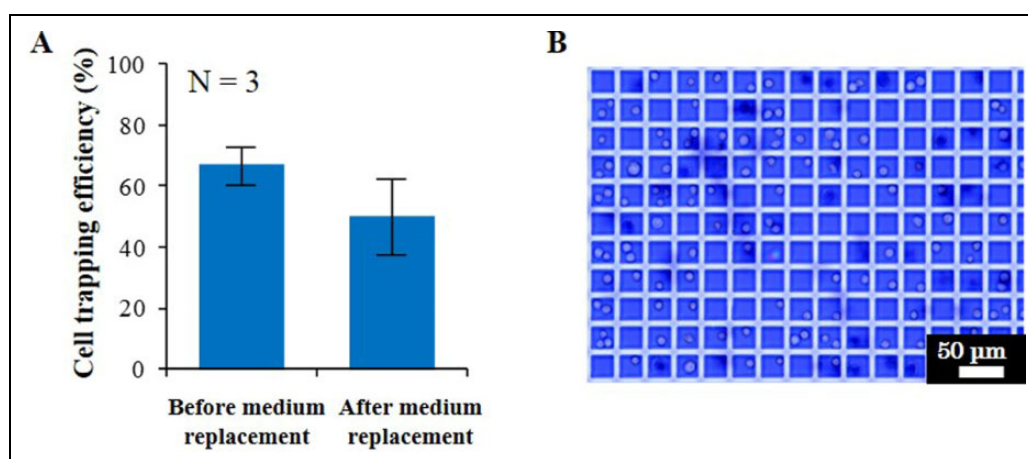 A
Cell trapping efficiency (%)
100
80
60
40
20
0
N = 3
Before medium
replacement
After medium
replacement
B
50 µm